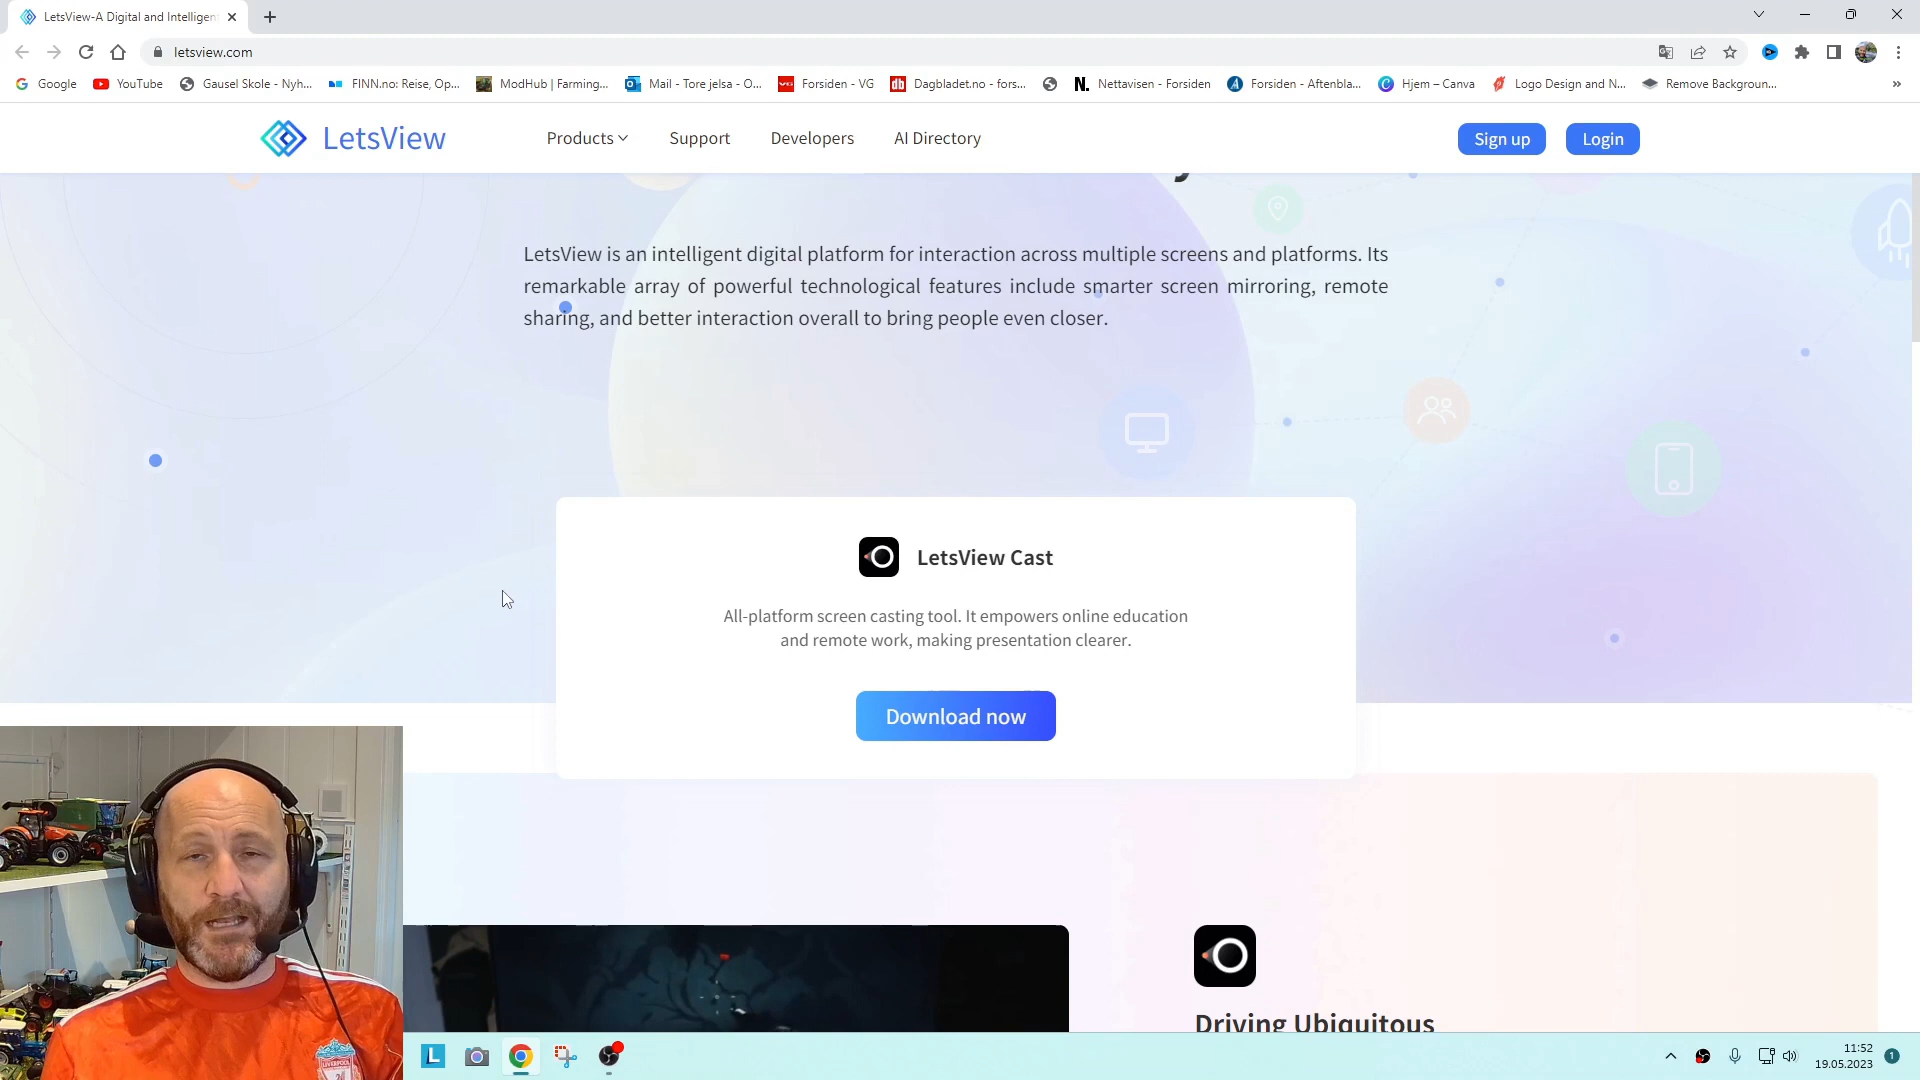 LetsView-A Digital and Intelligen
letsview.com
Google
YouTube
Gausel Skole - Nyh...
FINN.no: Reise, Op...
ModHub | Farming...
Mail - Tore jelsa - O...
Forsiden - VG
Dagbladet.no - fors...
Nettavisen - Forsiden
Forsiden - Aftenbla...
Hjem – Canva
Logo Design and N...
Remove Backgroun...
»
LetsView
Products
Support
Developers
AI Directory
Sign up
Login
LetsView is an intelligent digital platform for interaction across multiple screens and platforms. Its
remarkable array of powerful technological features include smarter screen mirroring, remote
sharing, and better interaction overall to bring people even closer.
LetsView Cast
All-platform screen casting tool. It empowers online education
and remote work, making presentation clearer.
Download now
Driving Ubiquitous
LIVERPOOL
L
11:52
19.05.2023
1